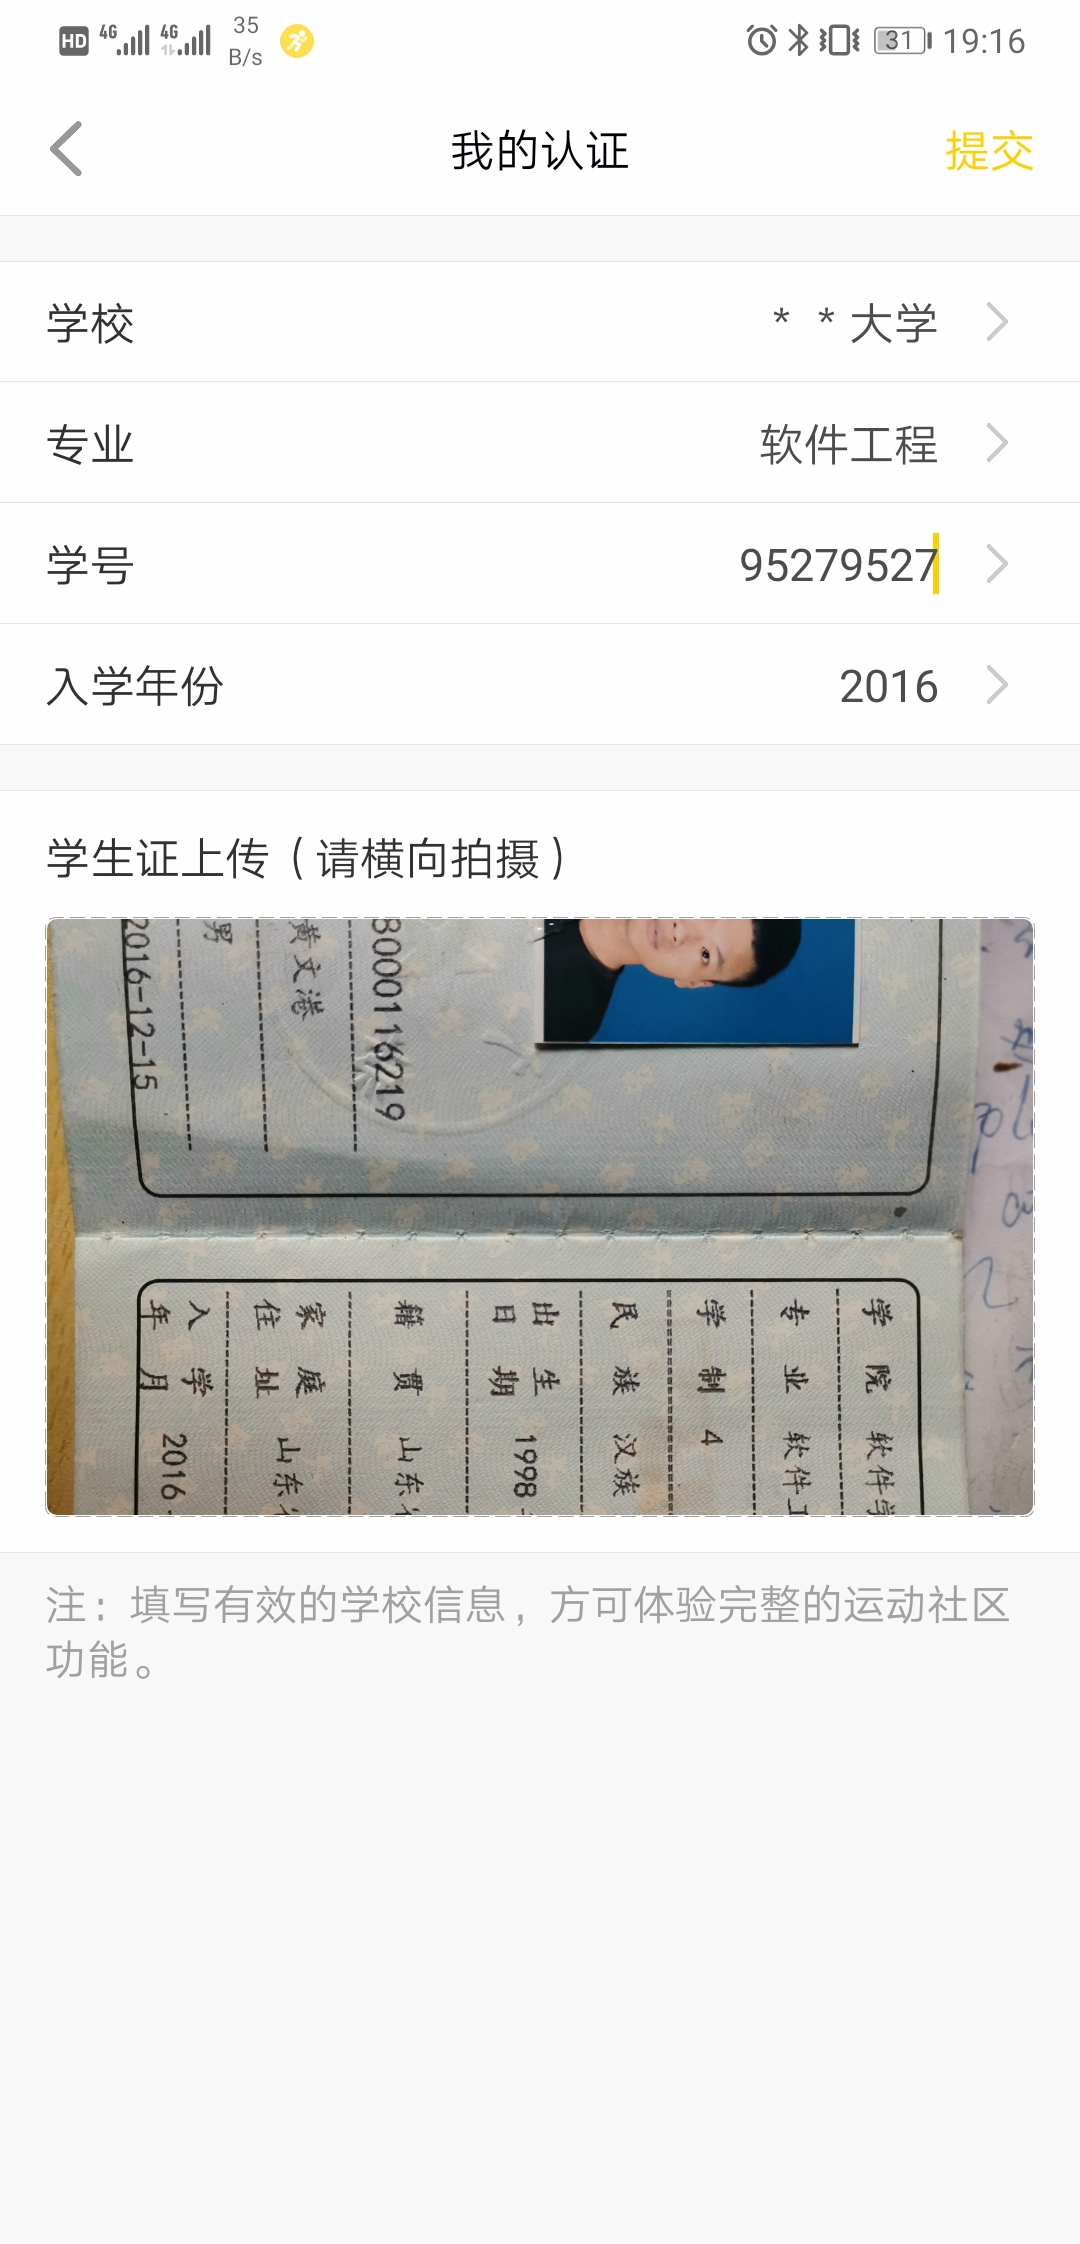 HD 4G 4G 35 B/s 31 19:16
我的认证 提交
学校 * * 大学
专业 软件工程
学号 95279527
入学年份 2016
学生证上传（请横向拍摄）
8000116219
黄文港
男
2016-12-15
学院 软件学
专业 软件工
学制 4
民族 汉族
出生日期 1998-
籍贯 山东
家庭住址 山东
入学年月 2016-
注：填写有效的学校信息，方可体验完整的运动社区
功能。